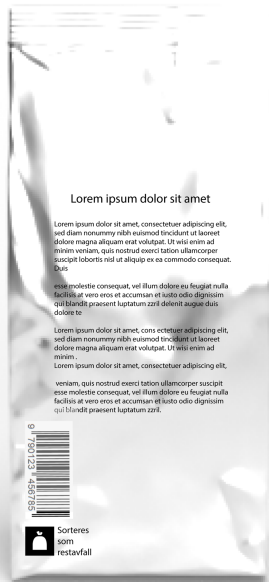 Lorem ipsum dolor sit amet
Lorem ipsum dolor sit amet, consectetuer adipiscing elit,
sed diam nonummy nibh euismod tincidunt ut laoreet
dolore magna aliquam erat volutpat. Ut wisi enim ad
minim veniam, quis nostrud exerci tation ullamcorper
suscipit lobortis nisl ut aliquip ex ea commodo consequat.
Duis
esse molestie consequat, vel illum dolore eu feugiat nulla
facilisis at vero eros et accumsan et iusto odio dignissim
qui blandit praesent luptatum zzril delenit augue duis
dolore te
Lorem ipsum dolor sit amet, cons ectetuer adipiscing elit,
sed diam nonummy nibh euismod tincidunt ut laoreet
dolore magna aliquam erat volutpat. Ut wisi enim ad
minim .
Lorem ipsum dolor sit amet, consectetuer adipiscing elit,
veniam, quis nostrud exerci tation ullamcorper suscipit
esse molestie consequat, vel illum dolore eu feugiat nulla
facilisis at vero eros et accumsan et iusto odio dignissim
qui blandit praesent luptatum zzril.
9 790123 456785
Sorteres
som
restavfall